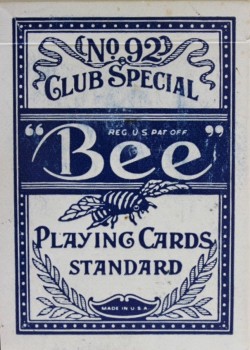 No. 92
CLUB SPECIAL
REG. U.S. PAT OFF.
"Bee"
PLAYING CARDS
STANDARD
MADE IN U.S.A.